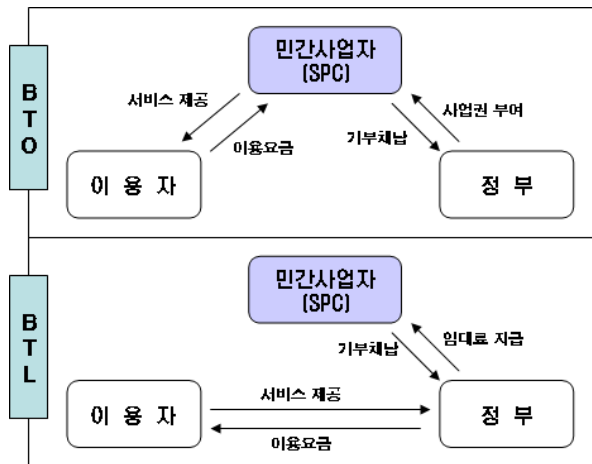 BTO
민간사업자
(SPC)
서비스 제공
이용요금
사업권 부여
기부채납
이 용 자
정 부
BTL
민간사업자
(SPC)
기부채납
임대료 지급
이 용 자
서비스 제공
이용요금
정 부